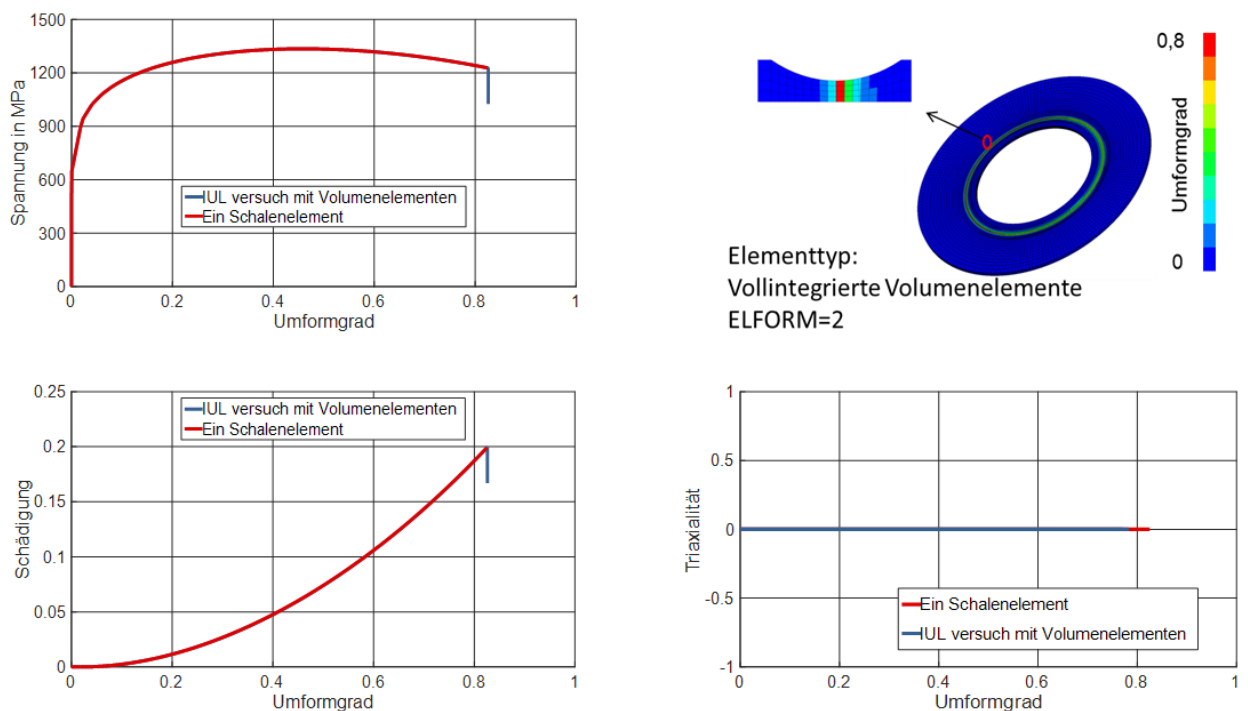 1500
1200
900
600
300
0
Spannung in MPa
IUL versuch mit Volumenelementen
Ein Schalenelement
0 0.2 0.4 0.6 0.8 1
Umformgrad
0,8
0
Umformgrad
0
Elementtyp:
Vollintegrierte Volumenelemente
ELFORM=2
0.25
0.2
0.15
0.1
0.05
0
Schädigung
IUL versuch mit Volumenelementen
Ein Schalenelement
0 0.2 0.4 0.6 0.8 1
Umformgrad
1
0.5
0
-0.5
-1
Triaxialität
Ein Schalenelement
IUL versuch mit Volumenelementen
0 0.2 0.4 0.6 0.8 1
Umformgrad